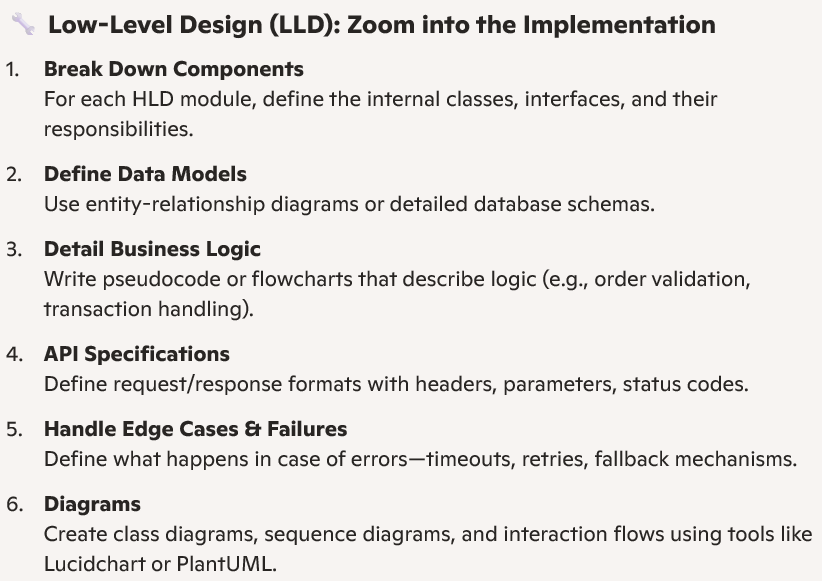 🔧 Low-Level Design (LLD): Zoom into the Implementation
1. Break Down Components
For each HLD module, define the internal classes, interfaces, and their
responsibilities.
2. Define Data Models
Use entity-relationship diagrams or detailed database schemas.
3. Detail Business Logic
Write pseudocode or flowcharts that describe logic (e.g., order validation,
transaction handling).
4. API Specifications
Define request/response formats with headers, parameters, status codes.
5. Handle Edge Cases & Failures
Define what happens in case of errors—timeouts, retries, fallback mechanisms.
6. Diagrams
Create class diagrams, sequence diagrams, and interaction flows using tools like
Lucidchart or PlantUML.